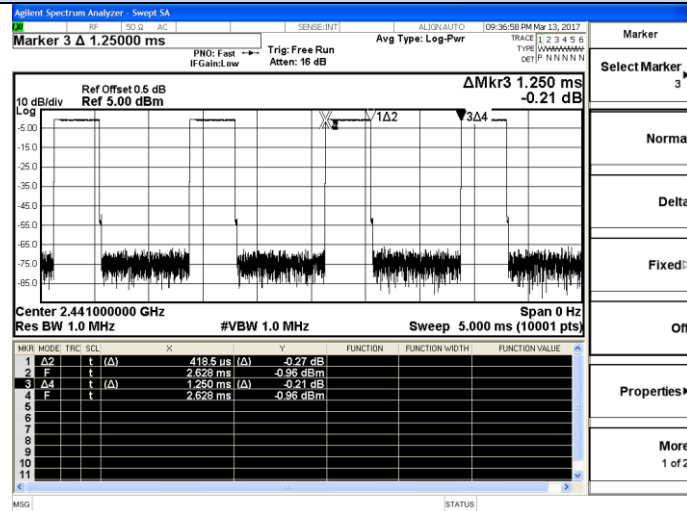 Agilent Spectrum Analyzer - Swept SA
RF 50 Ω AC SENSE:INT ALIGN AUTO 09:36:58 PM Mar 13, 2017
Marker 3 Δ 1.25000 ms
PNO: Fast
IFGain:Low
Trig: Free Run
Atten: 16 dB
Avg Type: Log-Pwr
TRACE 1 2 3 4 5 6
TYPE
DET P N N N N N
Marker
Select Marker
3
Normal
Delta
Fixed
Off
Properties
More
1 of 2
Ref Offset 0.5 dB
10 dB/div Ref 5.00 dBm
Log
ΔMkr3 1.250 ms
-0.21 dB
1Δ2
3Δ4
-5.00
-15.0
-25.0
-35.0
-45.0
-55.0
-65.0
-75.0
-85.0
Center 2.441000000 GHz Span 0 Hz
Res BW 1.0 MHz #VBW 1.0 MHz Sweep 5.000 ms (10001 pts)
MKR MODE TRC SCL X Y FUNCTION FUNCTION WIDTH FUNCTION VALUE
1 Δ2 t (Δ) 418.5 µs (Δ) -0.27 dB
2 F t 2.628 ms -0.96 dBm
3 Δ4 t (Δ) 1.250 ms (Δ) -0.21 dB
4 F t 2.628 ms -0.96 dBm
5
6
7
8
9
10
11
MSG STATUS